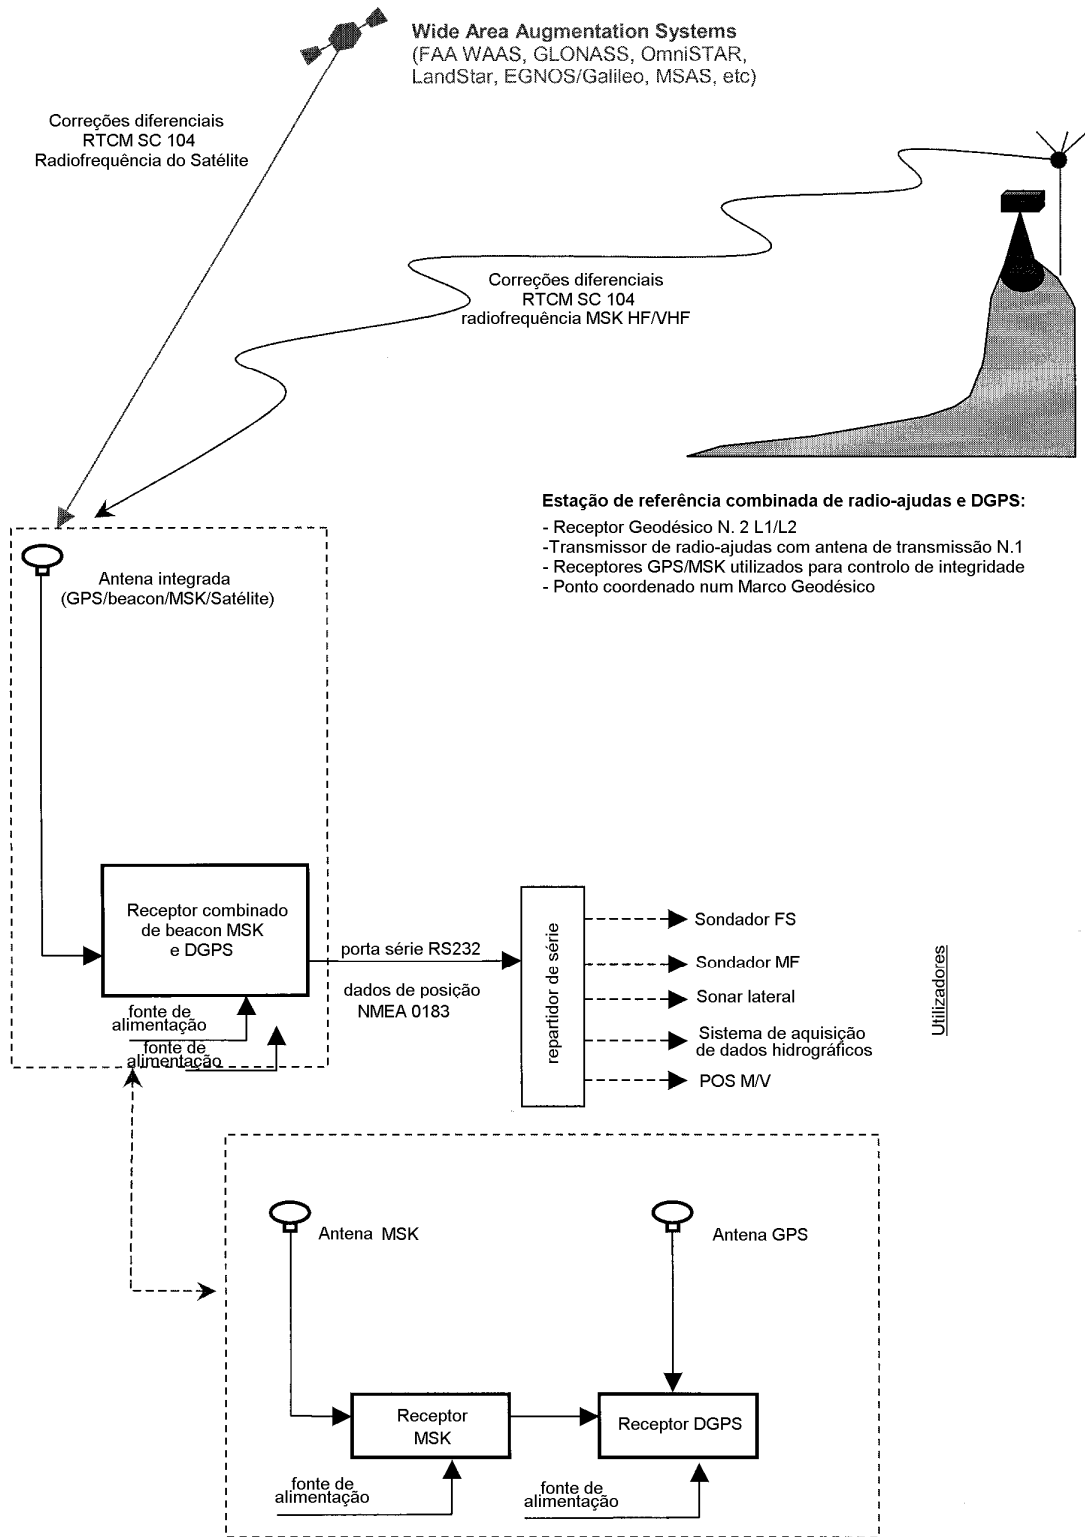 Wide Area Augmentation Systems
(FAA WAAS, GLONASS, OmniSTAR,
LandStar, EGNOS/Galileo, MSAS, etc)
Correções diferenciais
RTCM SC 104
Radiofrequência do Satélite
Correções diferenciais
RTCM SC 104
radiofrequência MSK HF/VHF
Estação de referência combinada de radio-ajudas e DGPS:
- Receptor Geodésico N. 2 L1/L2
-Transmissor de radio-ajudas com antena de transmissão N.1
- Receptores GPS/MSK utilizados para controlo de integridade
- Ponto coordenado num Marco Geodésico
Antena integrada
(GPS/beacon/MSK/Satélite)
Receptor combinado
de beacon MSK
e DGPS
fonte de
alimentação
fonte de
alimentação
porta série RS232
dados de posição
NMEA 0183
repartidor de série
Sondador FS
Sondador MF
Sonar lateral
Sistema de aquisição
de dados hidrográficos
POS M/V
Utilizadores
Antena MSK
Antena GPS
Receptor
MSK
Receptor DGPS
fonte de
alimentação
fonte de
alimentação